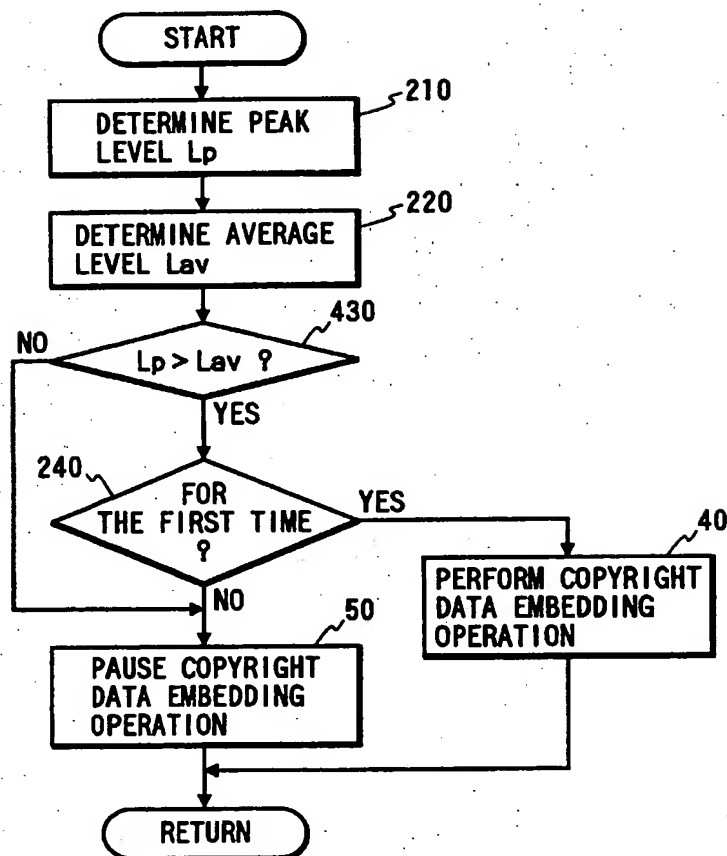 START
210
DETERMINE PEAK
LEVEL Lp
220
DETERMINE AVERAGE
LEVEL Lav
430
NO
Lp > Lav ?
YES
240
FOR
THE FIRST TIME
?
YES
40
PERFORM COPYRIGHT
DATA EMBEDDING
OPERATION
NO
50
PAUSE COPYRIGHT
DATA EMBEDDING
OPERATION
RETURN